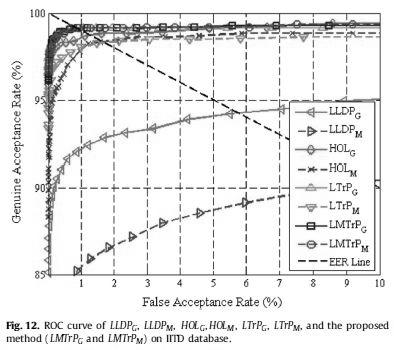 100
95
90
85
Genuine Acceptance Rate (%)
LLDP_G
LLDP_M
HOL_G
HOL_M
LTrP_G
LTrP_M
LMTrP_G
LMTrP_M
EER Line
0 1 2 3 4 5 6 7 8 9 10
False Acceptance Rate (%)
Fig. 12. ROC curve of LLDP_G, LLDP_M, HOL_G,HOL_M, LTrP_G, LTrP_M, and the proposed
method (LMTrP_G and LMTrP_M) on IITD database.